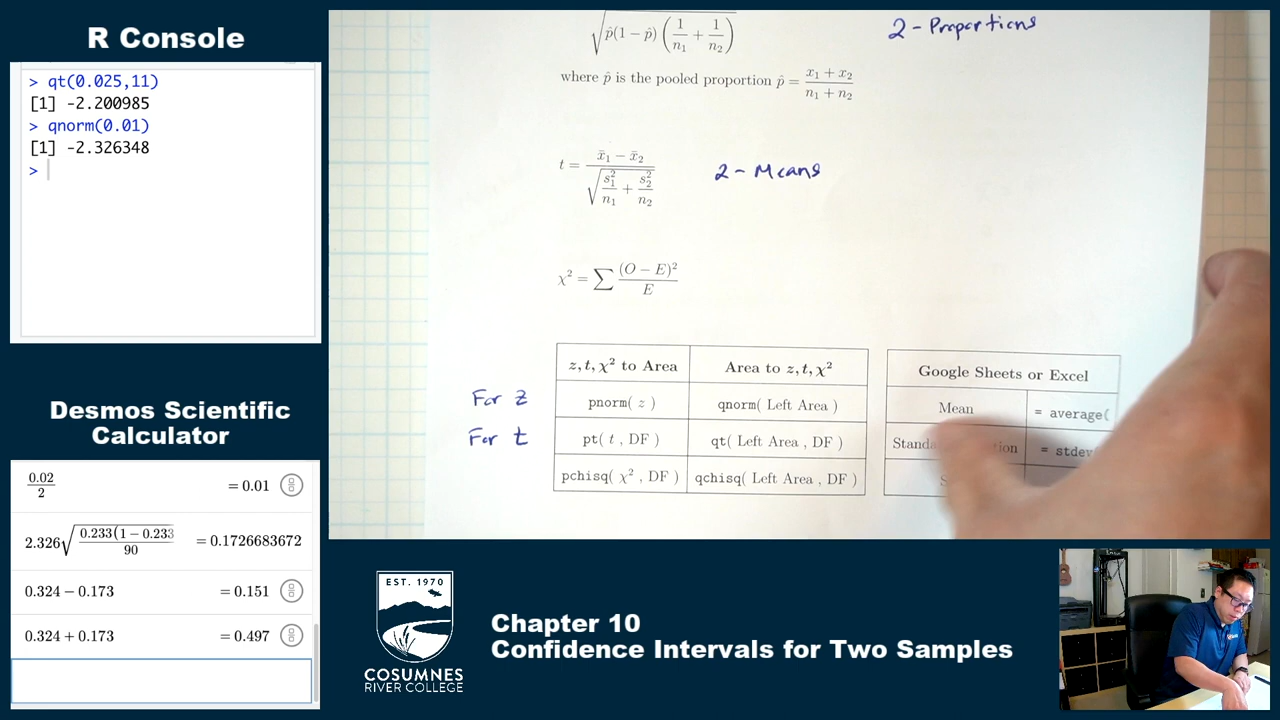 R Console
> qt(0.025,11)
[1] -2.200985
> qnorm(0.01)
[1] -2.326348
>
Desmos Scientific
Calculator
0.02/2 = 0.01
2.326√(0.233(1 − 0.233/90 = 0.1726683672
0.324 − 0.173 = 0.151
0.324 + 0.173 = 0.497
√(p̂(1 − p̂)(1/n₁ + 1/n₂)) 2-Proportions
where p̂ is the pooled proportion p̂ = (x₁ + x₂)/(n₁ + n₂)
t = (x̄₁ − x̄₂)/√(s₁²/n₁ + s₂²/n₂) 2-Means
χ² = ∑ (O − E)²/E
z, t, χ² to Area Area to z, t, χ²
For z pnorm( z ) qnorm( Left Area )
For t pt( t , DF ) qt( Left Area , DF )
pchisq( χ² , DF ) qchisq( Left Area , DF )
Google Sheets or Excel
Mean = average(
= stdev
EST. 1970
COSUMNES
RIVER COLLEGE
Chapter 10
Confidence Intervals for Two Samples